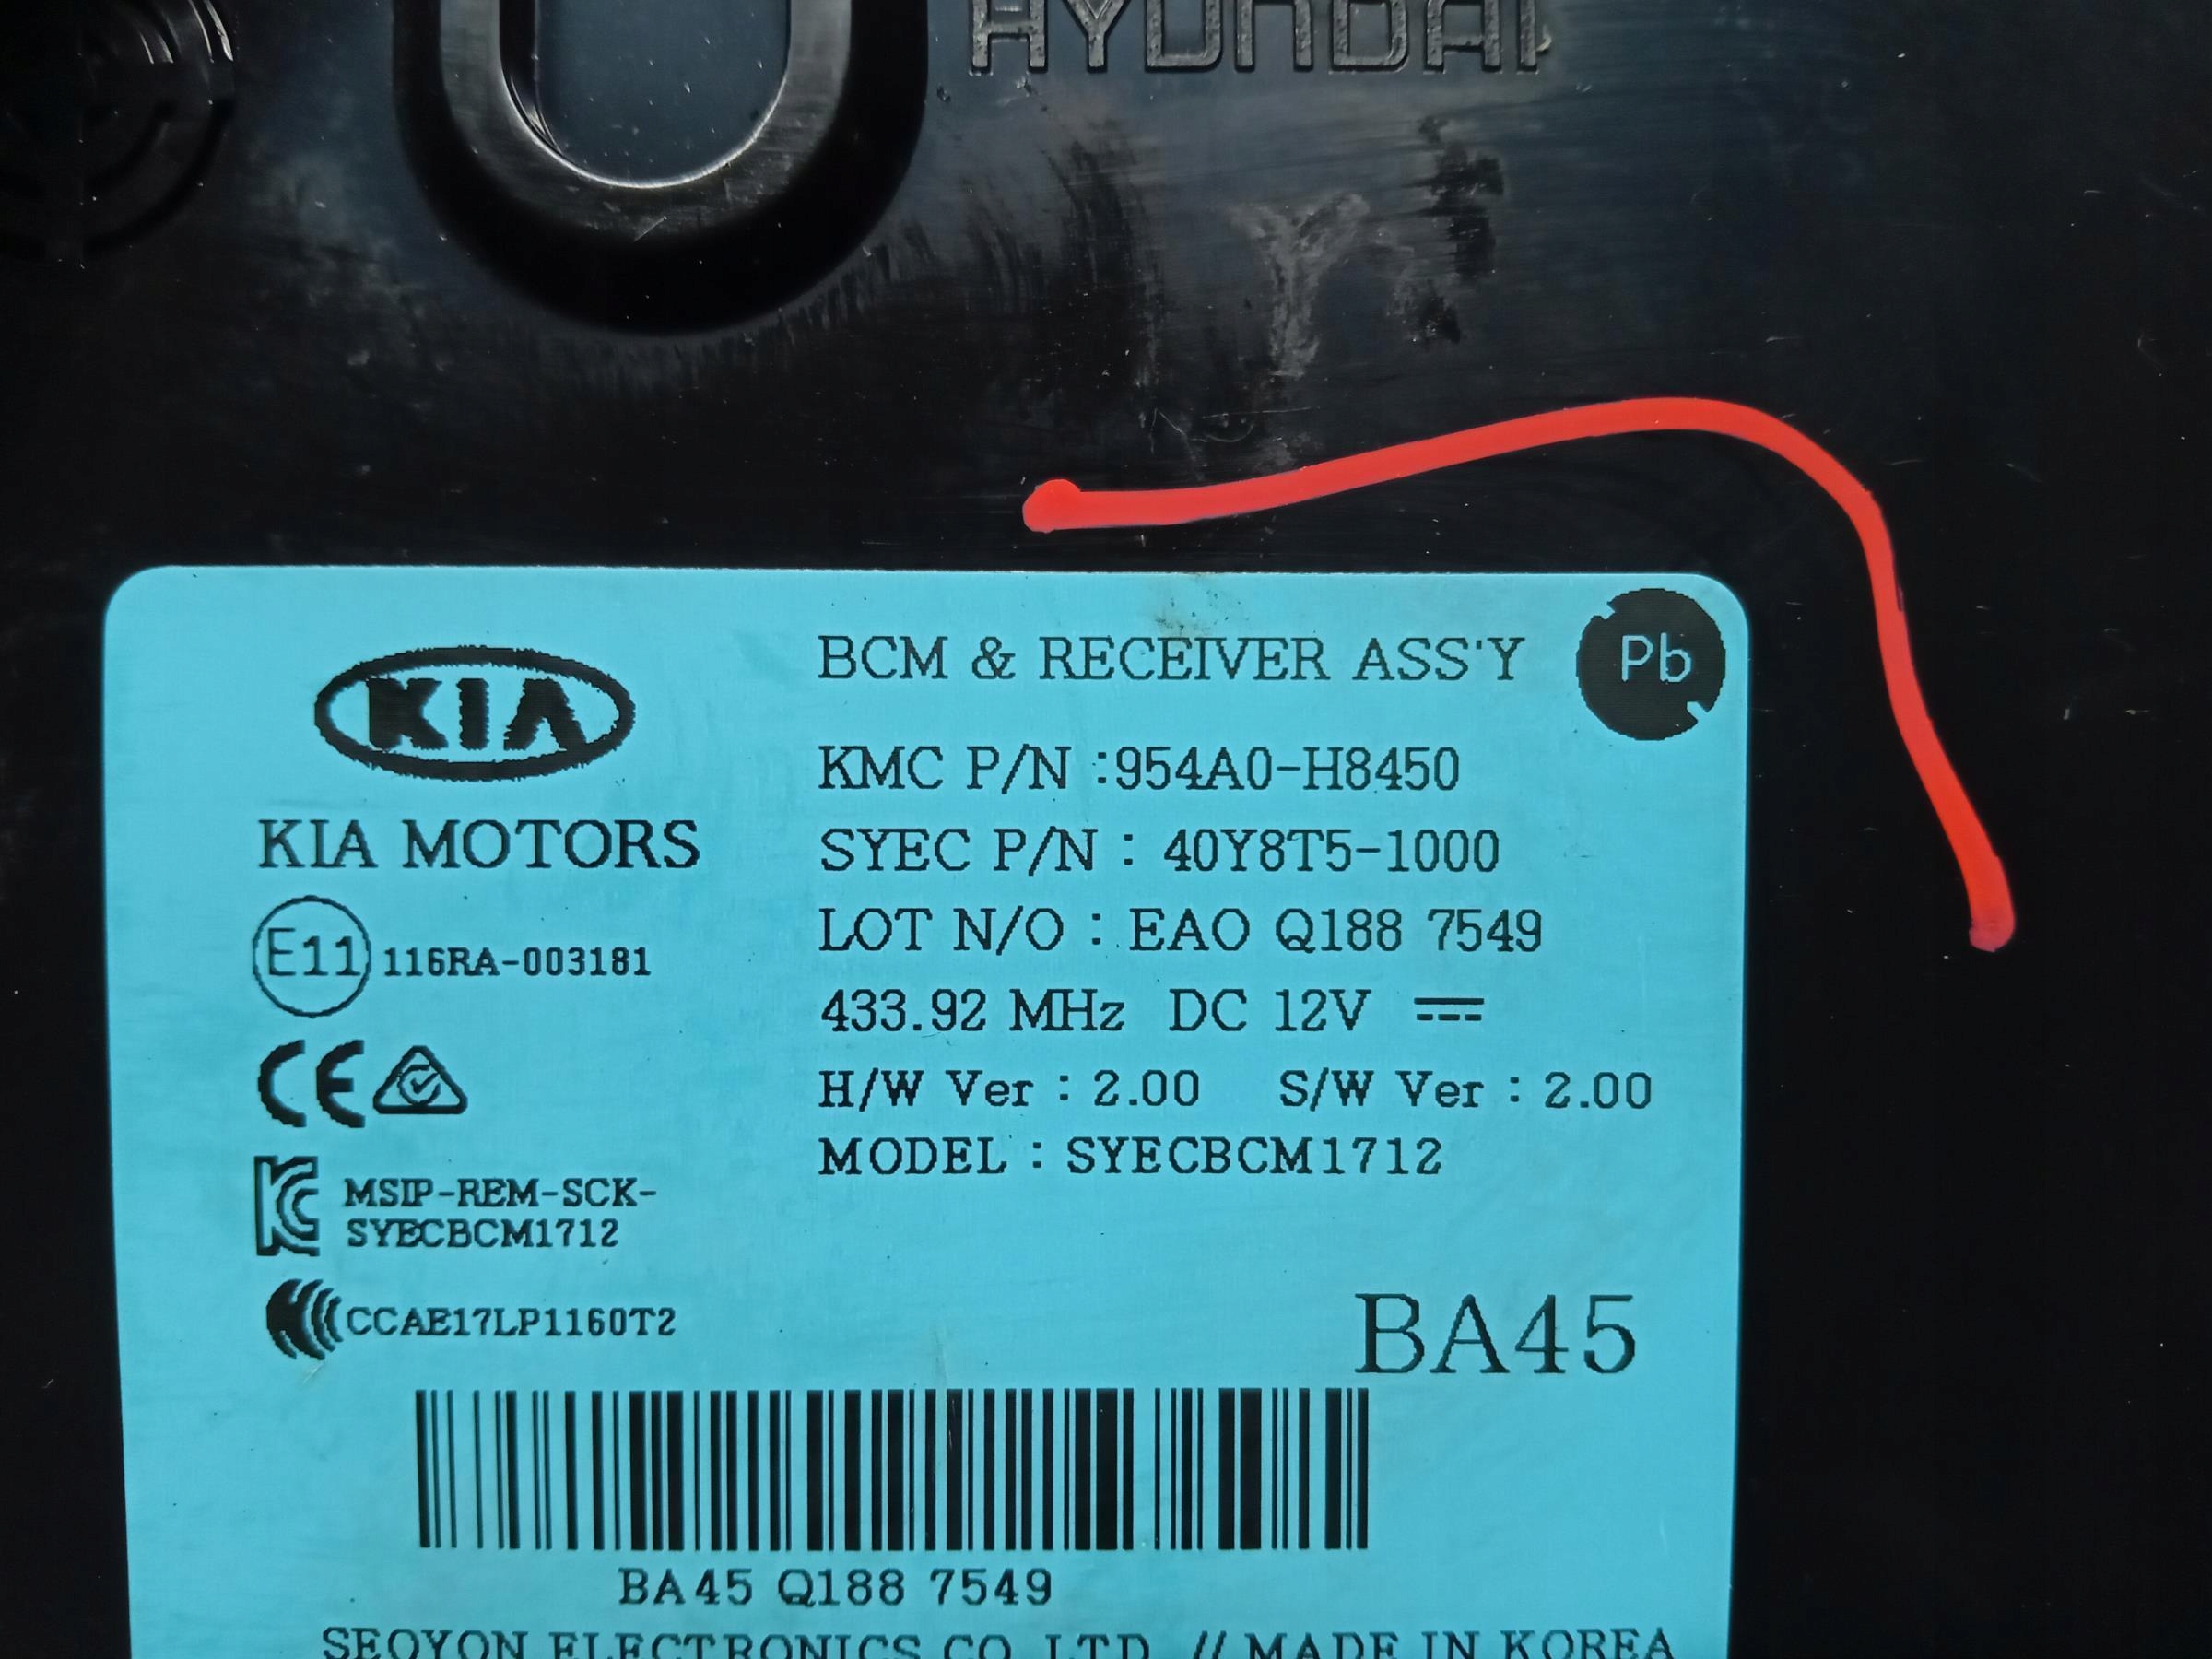 HYUNDAI
BCM & RECEIVER ASS'Y
Pb
KIA
KMC P/N :954A0-H8450
KIA MOTORS
SYEC P/N : 40Y8T5-1000
E11 116RA-003181
LOT N/O : EAO Q188 7549
433.92 MHz DC 12V
CE
H/W Ver : 2.00 S/W Ver : 2.00
MODEL : SYECBCM1712
KC MSIP-REM-SCK-
SYECBCM1712
CCAE17LP1160T2
BA45
BA45 Q188 7549
SEOYON ELECTRONICS CO.,LTD. // MADE IN KOREA